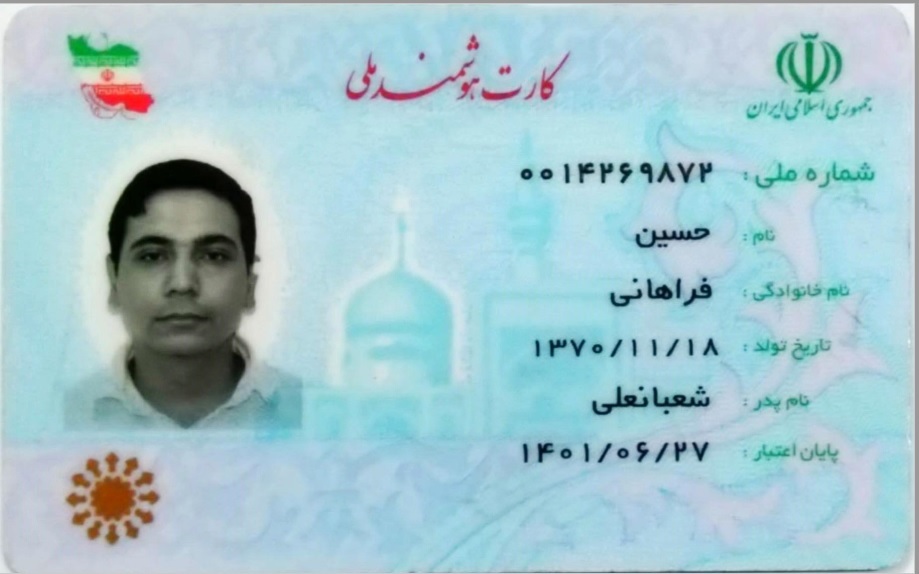 کارت هوشمند ملی
جمهوری اسلامی ایران
شماره ملی: ۰۰۱۴۲۶۹۸۷۲
نام: حسین
نام خانوادگی: فراهانی
تاریخ تولد: ۱۳۷۰/۱۱/۱۸
نام پدر: شعبانعلی
پایان اعتبار: ۱۴۰۱/۰۶/۲۷